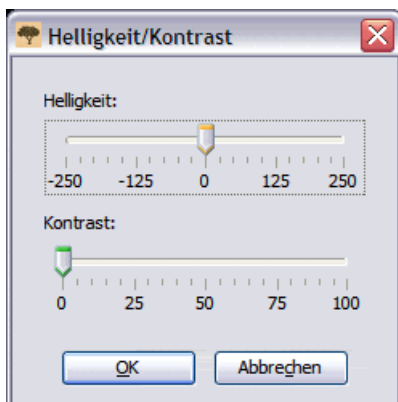 Helligkeit/Kontrast
Helligkeit:
-250 -125 0 125 250
Kontrast:
0 25 50 75 100
OK Abbrechen